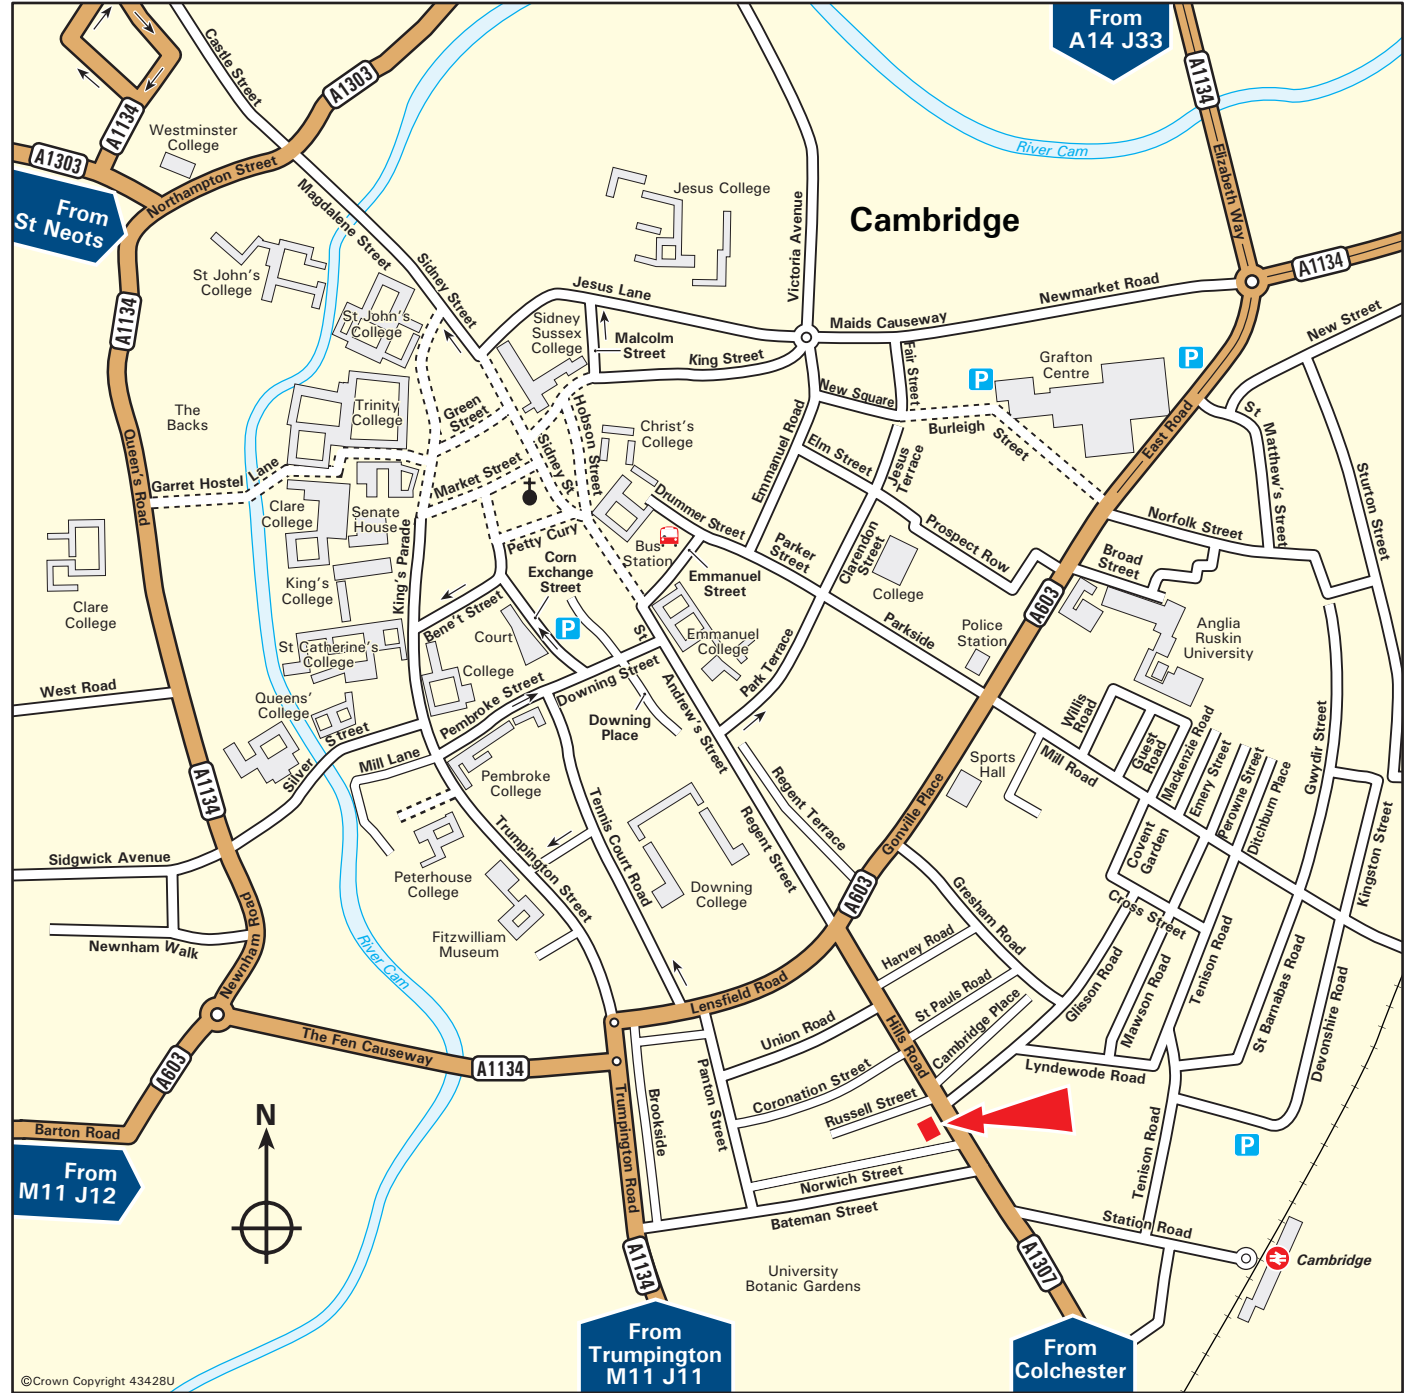 From
A14 J33
Castle Street
A1303
A1134
A1134
Westminster
College
A1303
Northampton Street
From
St Neots
Magdalene Street
River Cam
Elizabeth Way
Jesus College
Cambridge
Victoria Avenue
St John's
College
Sidney Street
Jesus Lane
Newmarket Road
A1134
A1134
St John's
College
Sidney
Sussex
College
Malcolm
Street
King Street
Maids Causeway
New Street
Fair Street
Grafton
Centre
P
P
The
Backs
Trinity
College
Green
Street
Hobson Street
Christ's
College
New Square
Burleigh
Street
St
Matthew's Street
East Road
Queen's Road
Garret Hostel Lane
Market Street
Sidney St
Emmanuel Road
Elm Street
Jesus
Terrace
Sturton Street
Clare
College
Senate
House
Drummer Street
Petty Cury
Bus
Station
Parker
Street
Clarendon
Street
Prospect Row
Norfolk Street
Broad
Street
King's Parade
Corn
Exchange
Street
Emmanuel
Street
College
King's
College
Clare
College
Bene't Street
Court
P
St
Emmanuel
College
Parkside
Police
Station
A603
Anglia
Ruskin
University
St Catherine's
College
College
Park Terrace
West Road
Queens'
College
Pembroke Street
Downing Street
Andrew's Street
Downing
Place
Willis
Road
Guest
Road
Mackenzie Road
Emery Street
Perowne Street
Ditchburn Place
Gwydir Street
Silver
Street
Mill Lane
Pembroke
College
Sports
Hall
Mill Road
Regent Terrace
A1134
Tennis Court Road
Regent Street
Gonville Place
Covent
Garden
Kingston Street
Sidgwick Avenue
Trumpington Street
Peterhouse
College
Downing
College
A603
Gresham Road
Cross Street
Newnham Walk
Newnham Road
River Cam
Fitzwilliam
Museum
Harvey Road
Glisson Road
Mawson Road
Tenison Road
St Barnabas Road
Devonshire Road
Lensfield Road
St Pauls Road
Cambridge Place
Union Road
Hills Road
The Fen Causeway
A1134
A603
Lyndewode Road
Coronation Street
Russell Street
Panton Street
Brookside
Trumpington Road
Barton Road
N
From
M11 J12
P
Tenison Road
Norwich Street
Bateman Street
Station Road
A1134
A1307
Cambridge
University
Botanic Gardens
From
Trumpington
M11 J11
From
Colchester
©Crown Copyright 43428U